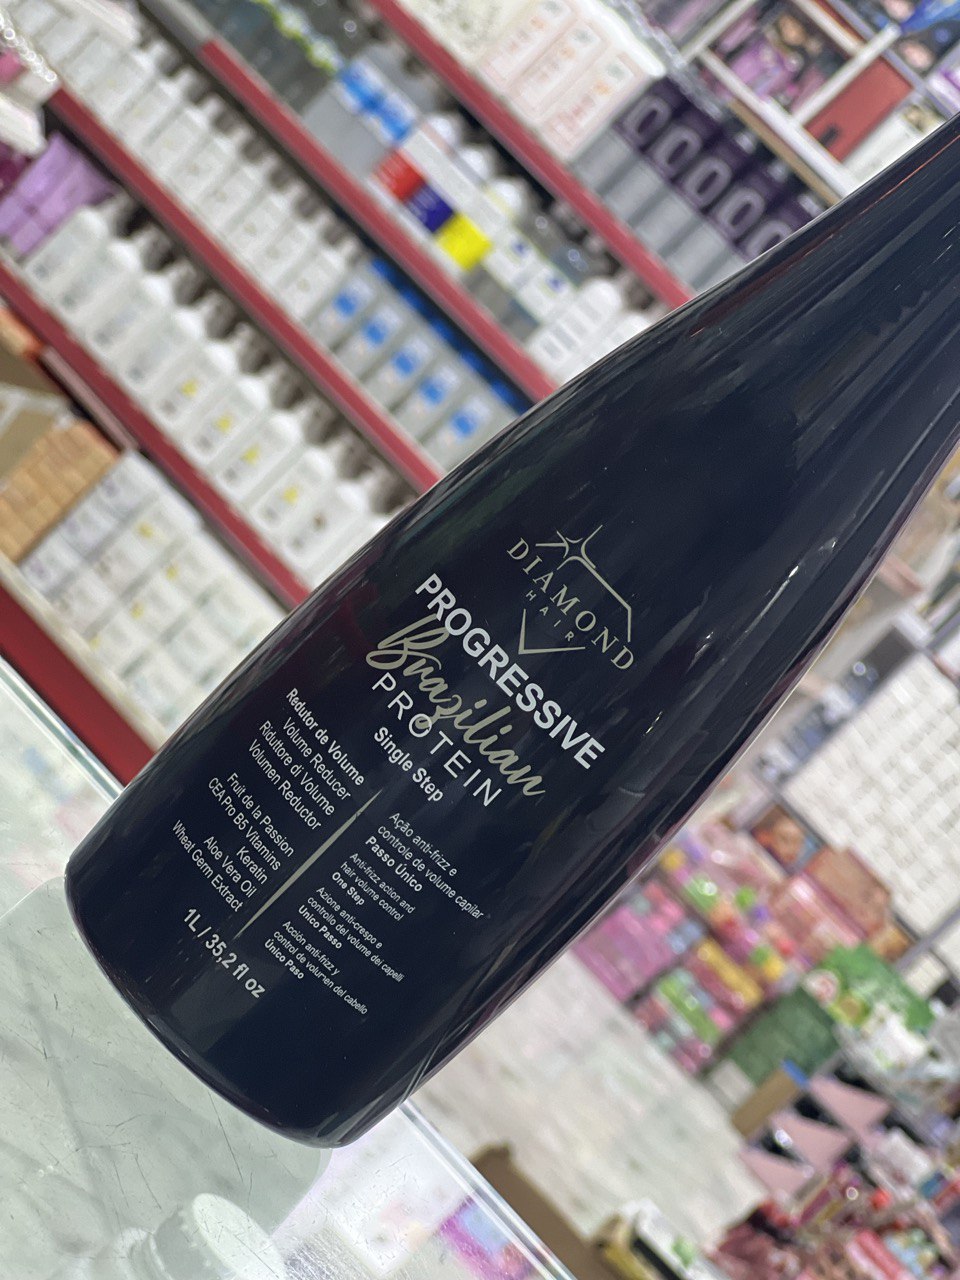 DIAMOND
HAIR
PROGRESSIVE
Brazilian
PROTEIN
Single Step
Redutor de Volume
Volume Reducer
Riduttore di Volume
Volumen Reductor
Fruit de la Passion
CEA Pro B5 Vitamins
Keratin
Aloe Vera Oil
Wheat Germ Extract
Ação anti-frizz e
controle de volume capilar
Passo Único
Anti-frizz action and
hair volume control
One Step
Azione anti-crespo e
controllo del volume dei capelli
Unico Passo
Acción anti-frizz y
control de volumen del cabello
Único Paso
1L / 35,2 fl oz